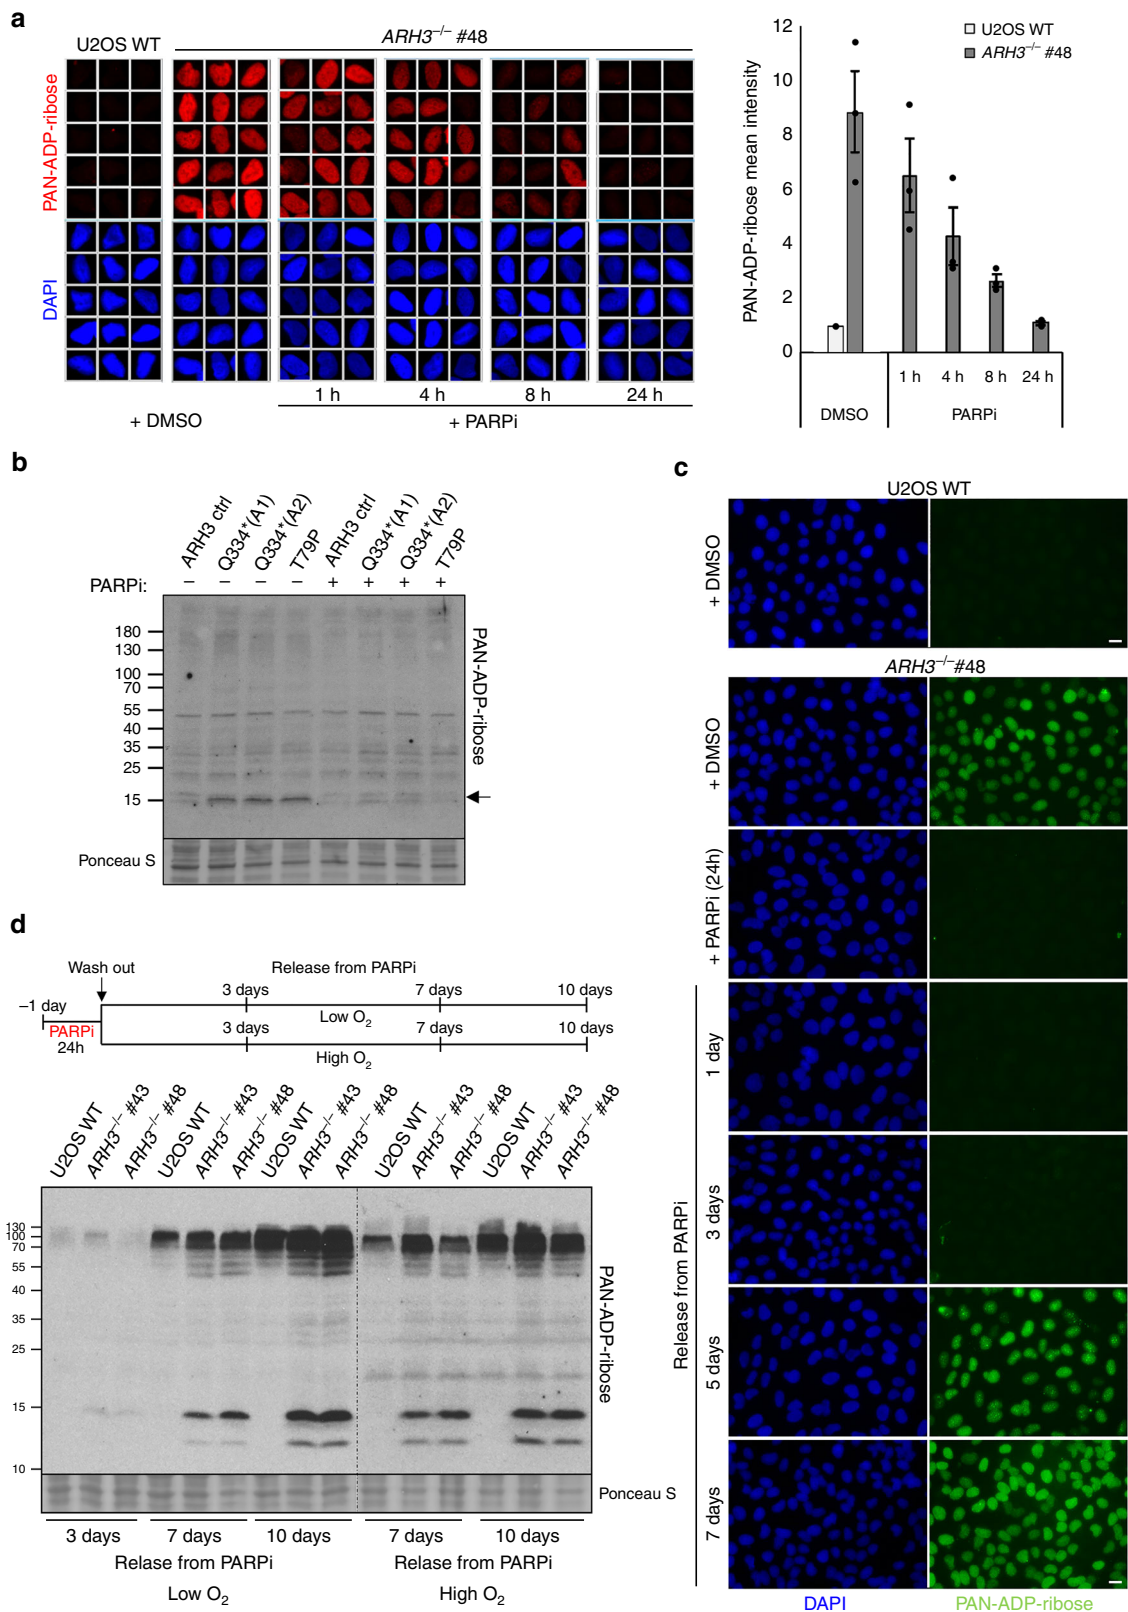 a
U2OS WT
ARH3–/– #48
PAN-ADP-ribose
DAPI
1 h
4 h
8 h
24 h
+ DMSO
+ PARPi
PAN-ADP-ribose mean intensity
12
10
8
6
4
2
0
U2OS WT
ARH3–/– #48
1 h
4 h
8 h
24 h
DMSO
PARPi
b
ARH3 ctrl
Q334*(A1)
Q334*(A2)
T79P
ARH3 ctrl
Q334*(A1)
Q334*(A2)
T79P
PARPi: – – – – + + + +
180
130
100
70
55
40
35
25
15
PAN-ADP-ribose
Ponceau S
c
U2OS WT
+ DMSO
ARH3–/–#48
+ DMSO
+ PARPi (24h)
Release from PARPi
1 day
3 days
5 days
7 days
DAPI
PAN-ADP-ribose
d
Wash out
Release from PARPi
–1 day
3 days
7 days
10 days
PARPi
Low O2
24h
3 days
7 days
10 days
High O2
U2OS WT
ARH3–/– #43
ARH3–/– #48
U2OS WT
ARH3–/– #43
ARH3–/– #48
U2OS WT
ARH3–/– #43
ARH3–/– #48
U2OS WT
ARH3–/– #43
ARH3–/– #48
U2OS WT
ARH3–/– #43
ARH3–/– #48
130
100
70
55
40
35
25
15
10
PAN-ADP-ribose
Ponceau S
3 days
7 days
10 days
7 days
10 days
Relase from PARPi
Relase from PARPi
Low O2
High O2